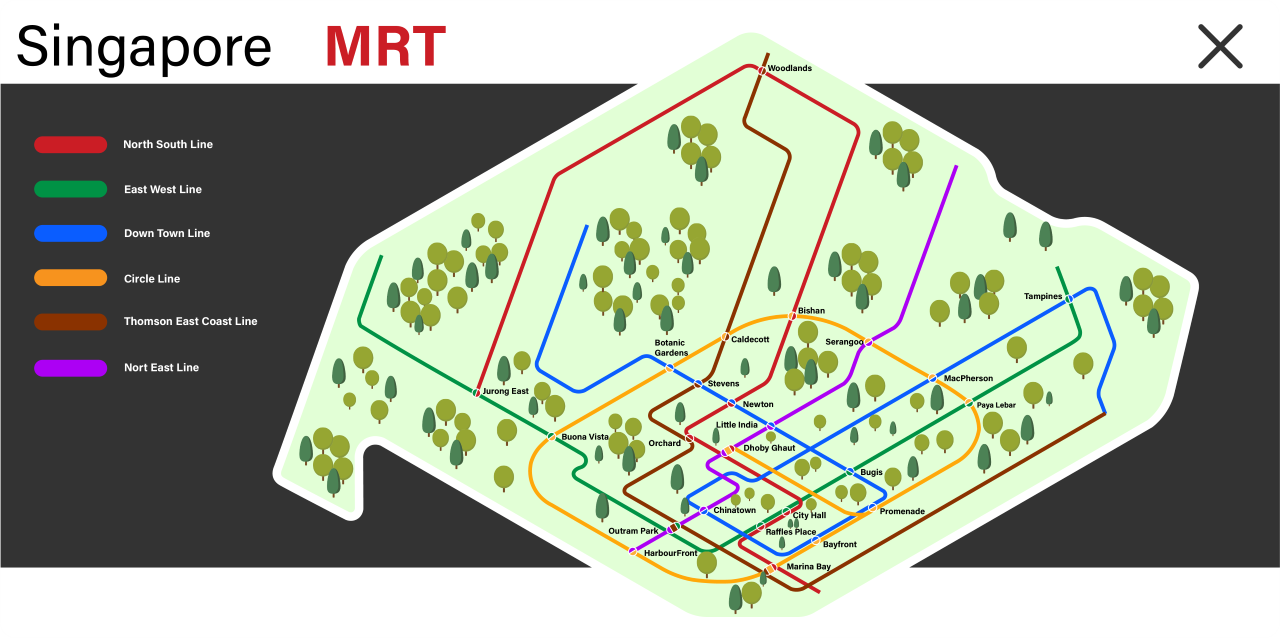 Singapore MRT
North South Line
East West Line
Down Town Line
Circle Line
Thomson East Coast Line
Nort East Line
Woodlands
Tampines
Bishan
Serangoo
Caldecott
Botanic
Gardens
MacPherson
Stevens
Jurong East
Newton
Paya Lebar
Little India
Buona Vista
Orchard
Dhoby Ghaut
Bugis
Chinatown
Promenade
City Hall
Outram Park
Raffles Place
Bayfront
HarbourFront
Marina Bay